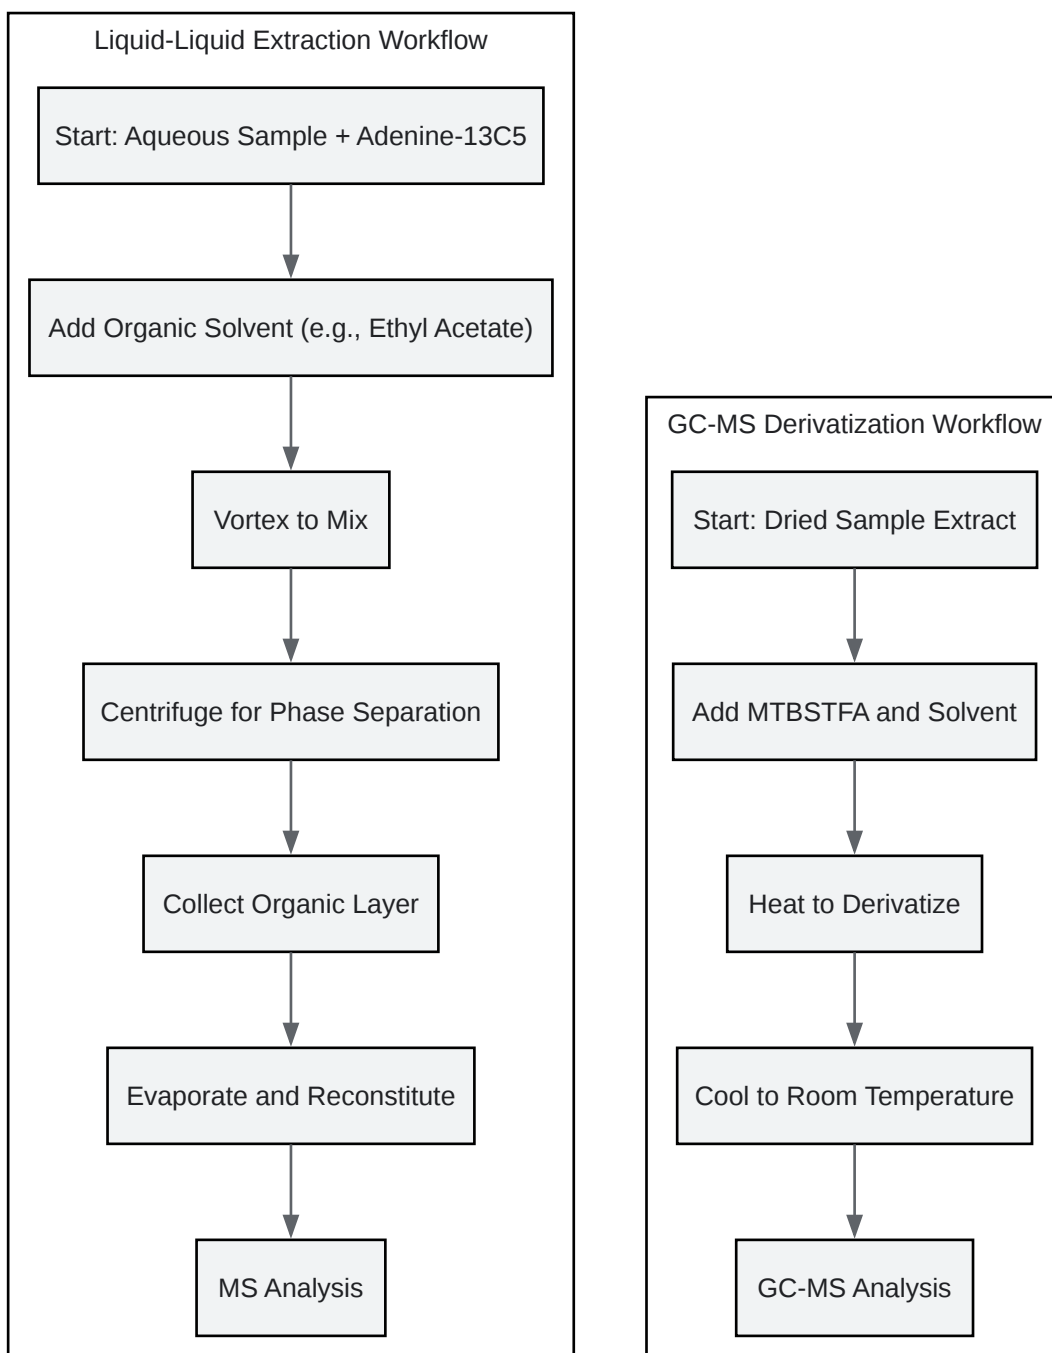 Liquid-Liquid Extraction Workflow
Start: Aqueous Sample + Adenine-13C5
Add Organic Solvent (e.g., Ethyl Acetate)
Vortex to Mix
Centrifuge for Phase Separation
Collect Organic Layer
Evaporate and Reconstitute
MS Analysis
GC-MS Derivatization Workflow
Start: Dried Sample Extract
Add MTBSTFA and Solvent
Heat to Derivatize
Cool to Room Temperature
GC-MS Analysis